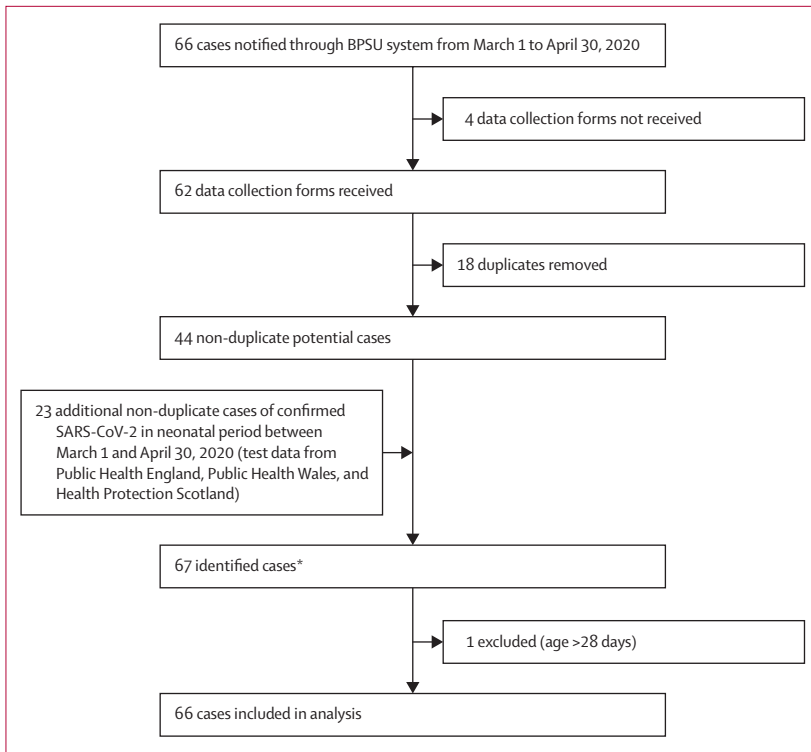 66 cases notified through BPSU system from March 1 to April 30, 2020
4 data collection forms not received
62 data collection forms received
18 duplicates removed
44 non-duplicate potential cases
23 additional non-duplicate cases of confirmed
SARS-CoV-2 in neonatal period between
March 1 and April 30, 2020 (test data from
Public Health England, Public Health Wales, and
Health Protection Scotland)
67 identified cases*
1 excluded (age >28 days)
66 cases included in analysis